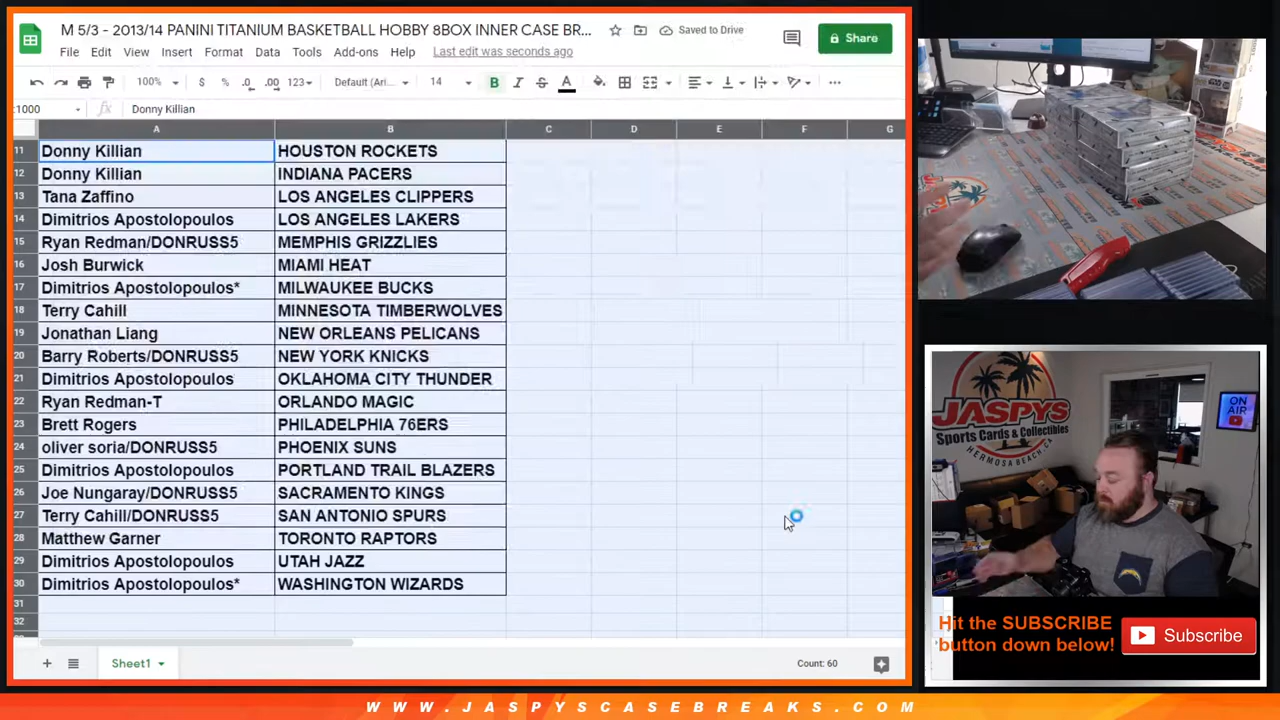 M 5/3 - 2013/14 PANINI TITANIUM BASKETBALL HOBBY 8BOX INNER CASE BR...
Saved to Drive
Share
File Edit View Insert Format Data Tools Add-ons Help Last edit was seconds ago
100% $ % .0 .00 123 Default (Ari... 14 B I S A
:1000 fx Donny Killian
A B C D E F G
11 Donny Killian HOUSTON ROCKETS
12 Donny Killian INDIANA PACERS
13 Tana Zaffino LOS ANGELES CLIPPERS
14 Dimitrios Apostolopoulos LOS ANGELES LAKERS
15 Ryan Redman/DONRUSS5 MEMPHIS GRIZZLIES
16 Josh Burwick MIAMI HEAT
17 Dimitrios Apostolopoulos* MILWAUKEE BUCKS
18 Terry Cahill MINNESOTA TIMBERWOLVES
19 Jonathan Liang NEW ORLEANS PELICANS
20 Barry Roberts/DONRUSS5 NEW YORK KNICKS
21 Dimitrios Apostolopoulos OKLAHOMA CITY THUNDER
22 Ryan Redman-T ORLANDO MAGIC
23 Brett Rogers PHILADELPHIA 76ERS
24 oliver soria/DONRUSS5 PHOENIX SUNS
25 Dimitrios Apostolopoulos PORTLAND TRAIL BLAZERS
26 Joe Nungaray/DONRUSS5 SACRAMENTO KINGS
27 Terry Cahill/DONRUSS5 SAN ANTONIO SPURS
28 Matthew Garner TORONTO RAPTORS
29 Dimitrios Apostolopoulos UTAH JAZZ
30 Dimitrios Apostolopoulos* WASHINGTON WIZARDS
31
32
Sheet1
Count: 60
JASPYS
Sports Cards & Collectibles
HERMOSA BEACH, CA
ON AIR
Hit the SUBSCRIBE
button down below!
Subscribe
WWW.JASPYSCASEBREAKS.COM